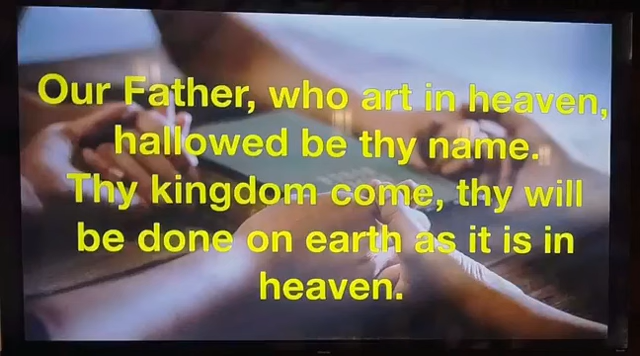 Our Father, who art in heaven,
hallowed be thy name.
Thy kingdom come, thy will
be done on earth as it is in
heaven.